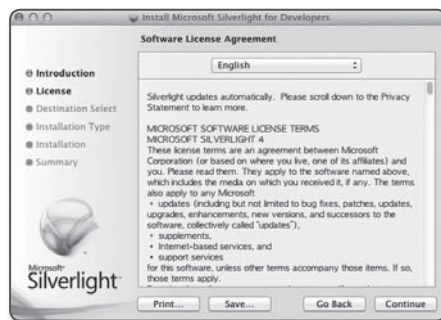 Install Microsoft Silverlight for Developers
Software License Agreement
Introduction
License
Destination Select
Installation Type
Installation
Summary
English
Silverlight updates automatically. Please scroll down to the Privacy
Statement to learn more.
MICROSOFT SOFTWARE LICENSE TERMS
MICROSOFT SILVERLIGHT 4
These license terms are an agreement between Microsoft
Corporation (or based on where you live, one of its affiliates) and
you. Please read them. They apply to the software named above,
which includes the media on which you received it, if any. The terms
also apply to any Microsoft
• updates (including but not limited to bug fixes, patches, updates,
upgrades, enhancements, new versions, and successors to the
software, collectively called "updates"),
• supplements,
• Internet-based services, and
• support services
for this software, unless other terms accompany those items. If so,
those terms apply.
Microsoft
Silverlight
Print...
Save...
Go Back
Continue